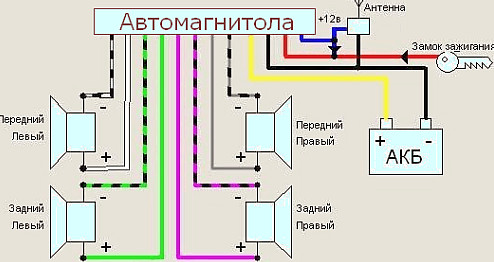 Антенна
Автомагнитола
+12в
Замок зажигания
Передний
Левый
-
+
-
+
Передний
Правый
+ -
АКБ
Задний
Левый
-
+
-
+
Задний
Правый